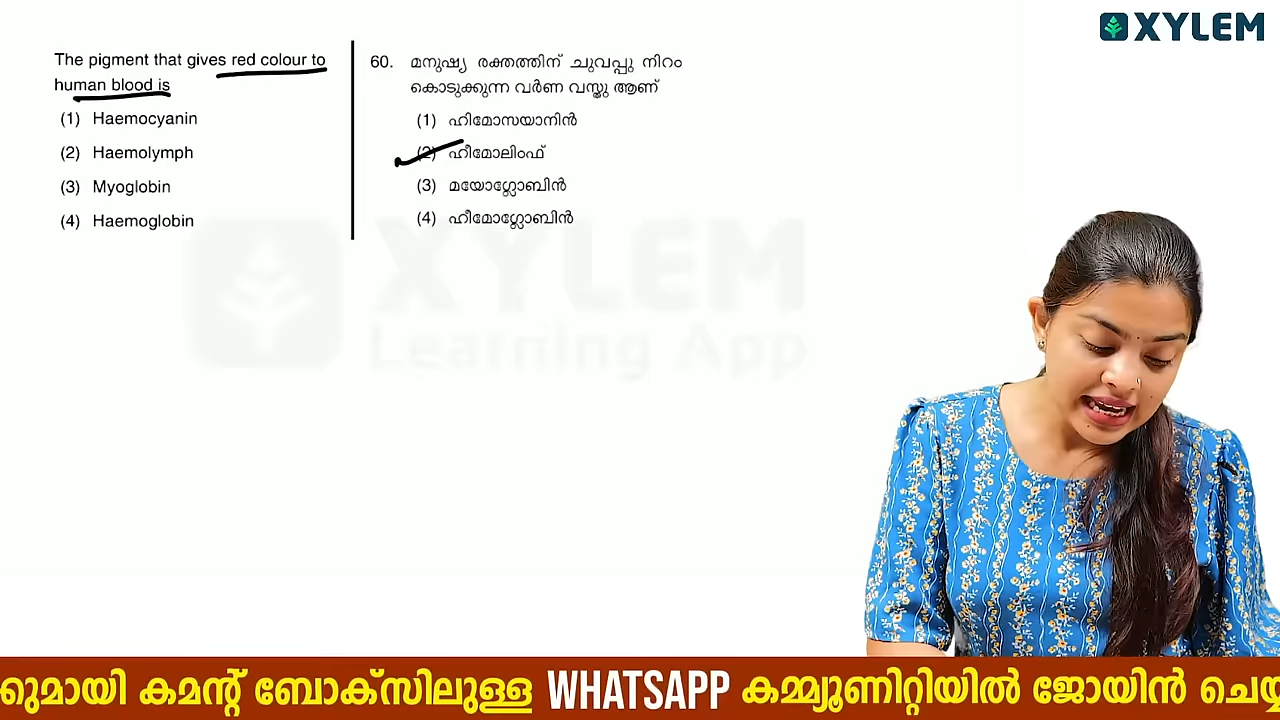 XYLEM
The pigment that gives red colour to
human blood is
(1) Haemocyanin
(2) Haemolymph
(3) Myoglobin
(4) Haemoglobin
60. മനുഷ്യ രക്തത്തിന് ചുവപ്പു നിറം
കൊടുക്കുന്ന വർണ വസ്തു ആണ്
(1) ഹിമോസയാനിൻ
(2) ഹീമോലിംഫ്
(3) മയോഗ്ലോബിൻ
(4) ഹീമോഗ്ലോബിൻ
XYLEM
Learning App
ക്കുമായി കമന്റ് ബോക്സിലുള്ള WHATSAPP കമ്മ്യൂണിറ്റിയിൽ ജോയിൻ ചെയ്യ